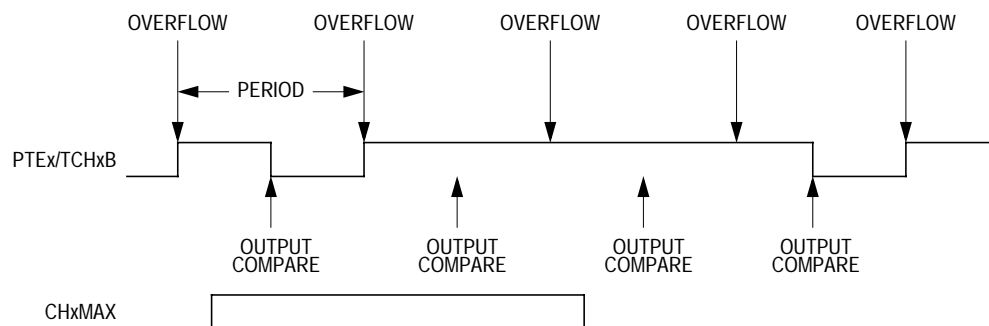 OVERFLOW OVERFLOW OVERFLOW OVERFLOW OVERFLOW
PERIOD
PTEx/TCHxB
OUTPUT OUTPUT OUTPUT OUTPUT
COMPARE COMPARE COMPARE COMPARE
CHxMAX